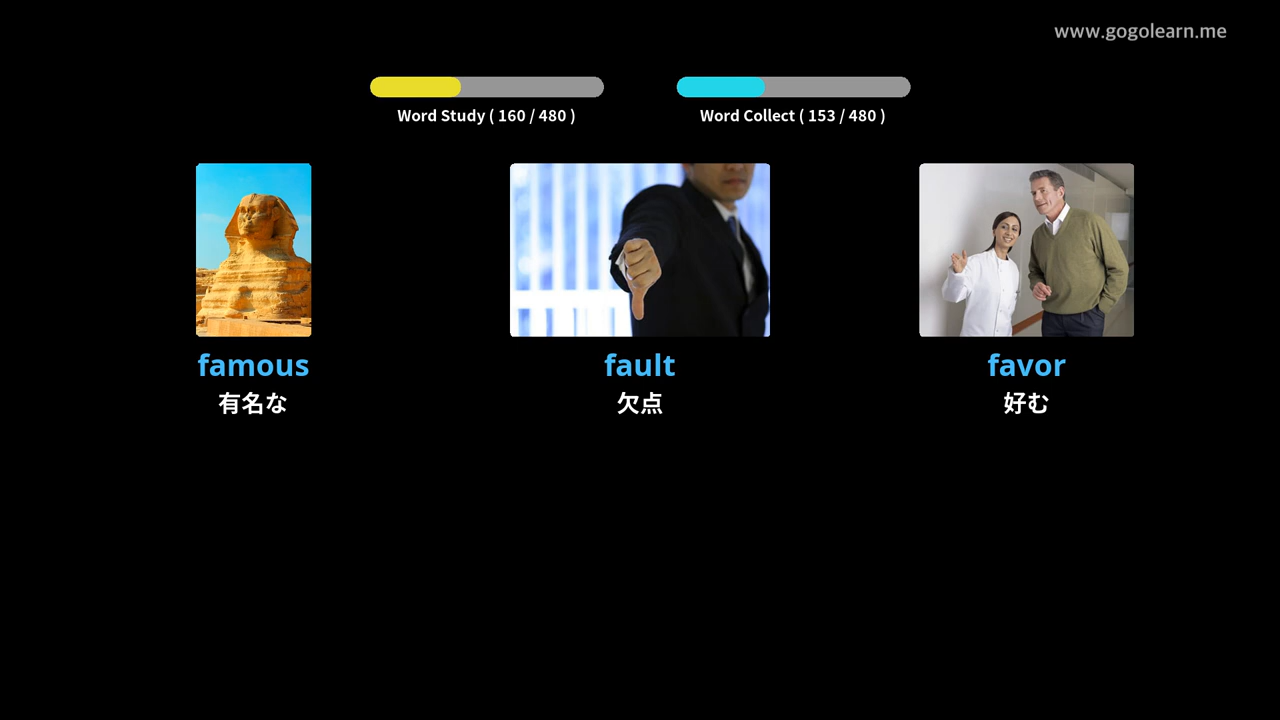 www.gogolearn.me
Word Study ( 160 / 480 )
Word Collect ( 153 / 480 )
famous
fault
favor
有名な
欠点
好む